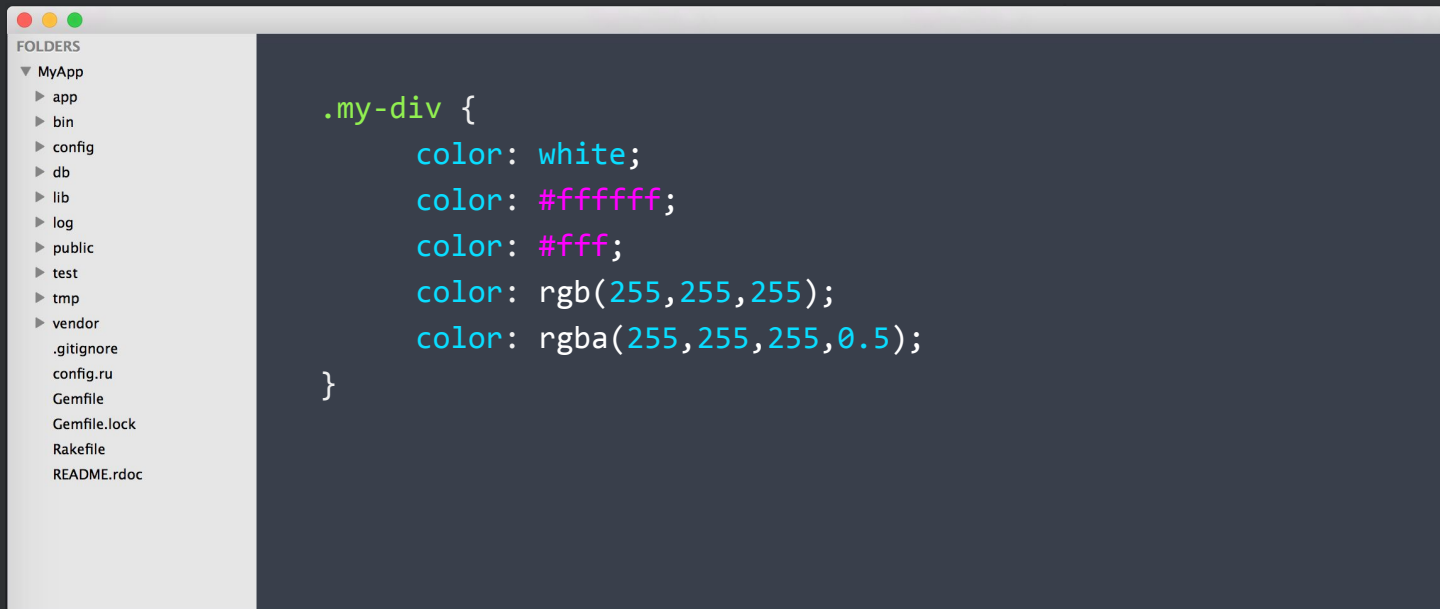 FOLDERS
MyApp
app
bin
config
db
lib
log
public
test
tmp
vendor
.gitignore
config.ru
Gemfile
Gemfile.lock
Rakefile
README.rdoc
.my-div {
color: white;
color: #ffffff;
color: #fff;
color: rgb(255,255,255);
color: rgba(255,255,255,0.5);
}